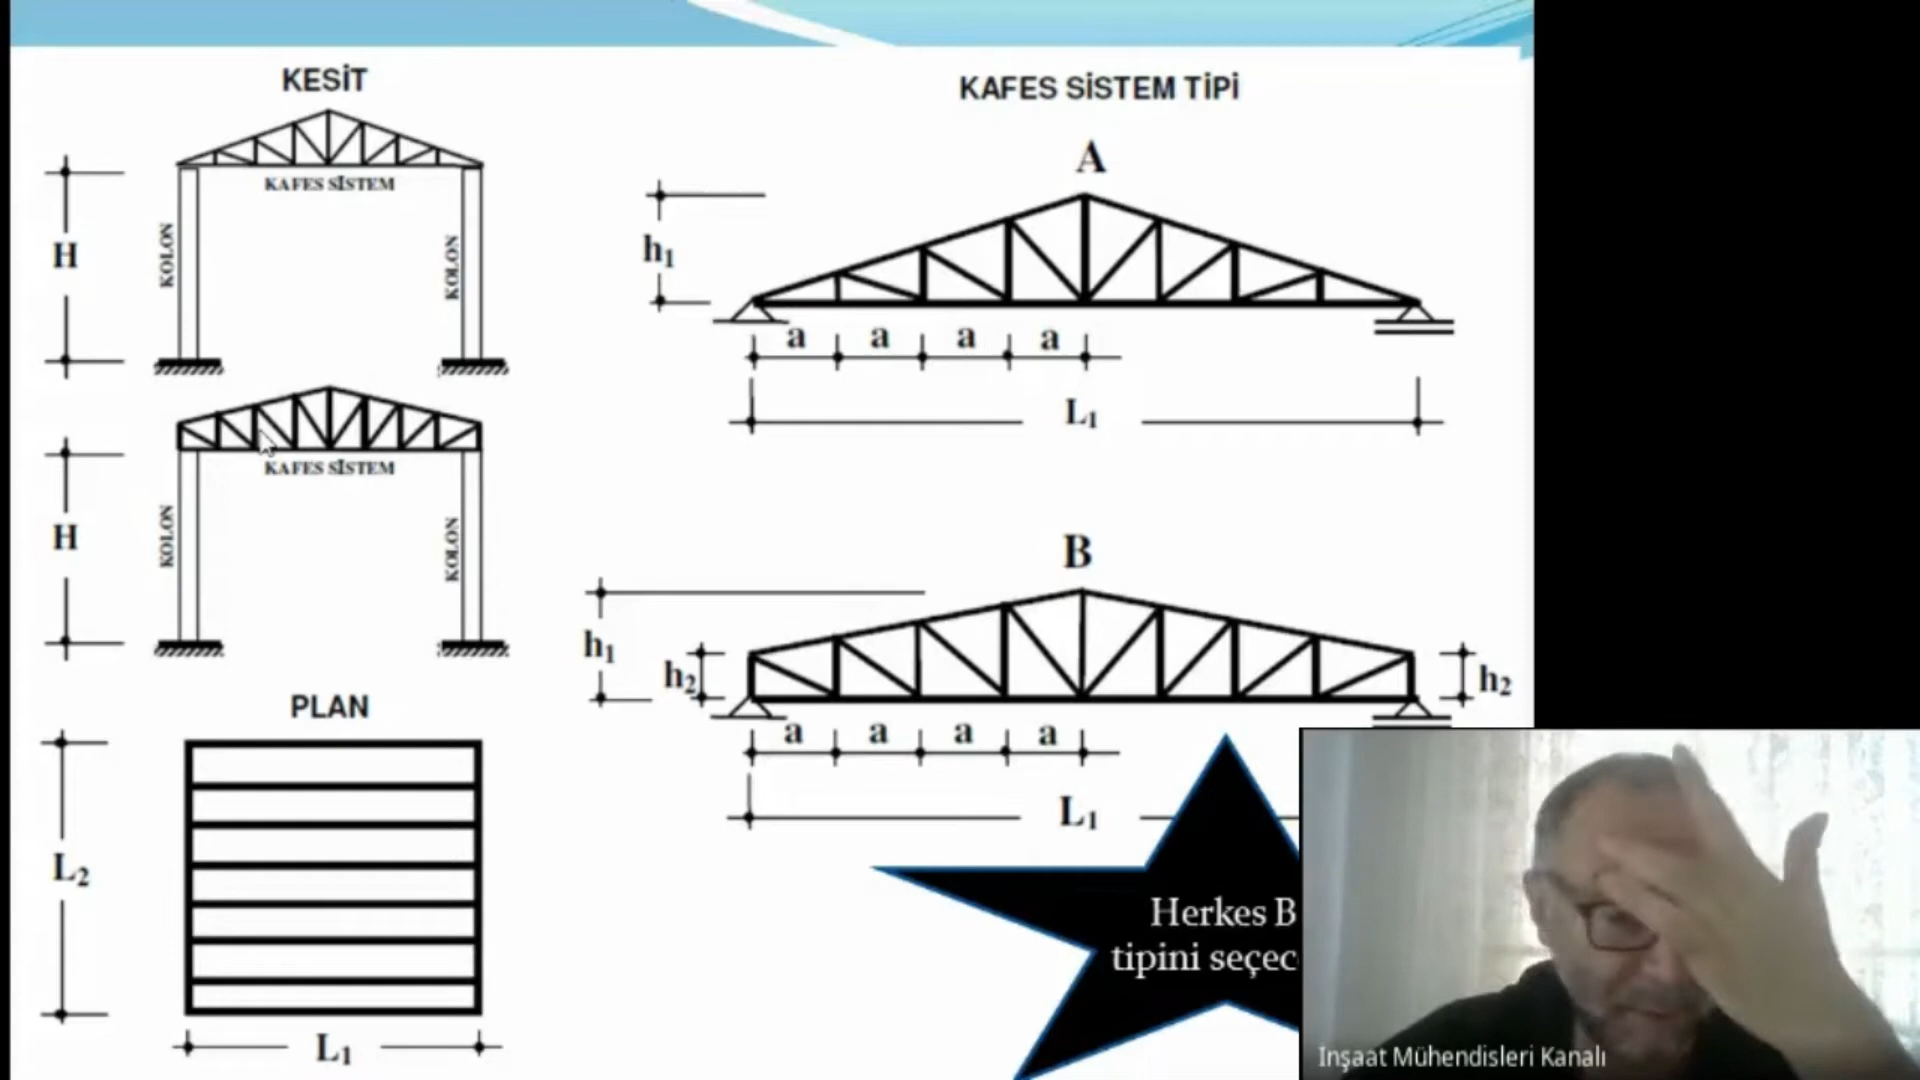 KESİT
KAFES SİSTEM
H
KOLON
KOLON
KAFES SİSTEM
H
KOLON
KOLON
PLAN
L2
L1
KAFES SİSTEM TİPİ
A
h1
a a a a
L1
B
h1
h2
h2
a a a a
L1
Herkes B
tipini seçec
İnşaat Mühendisleri Kanalı